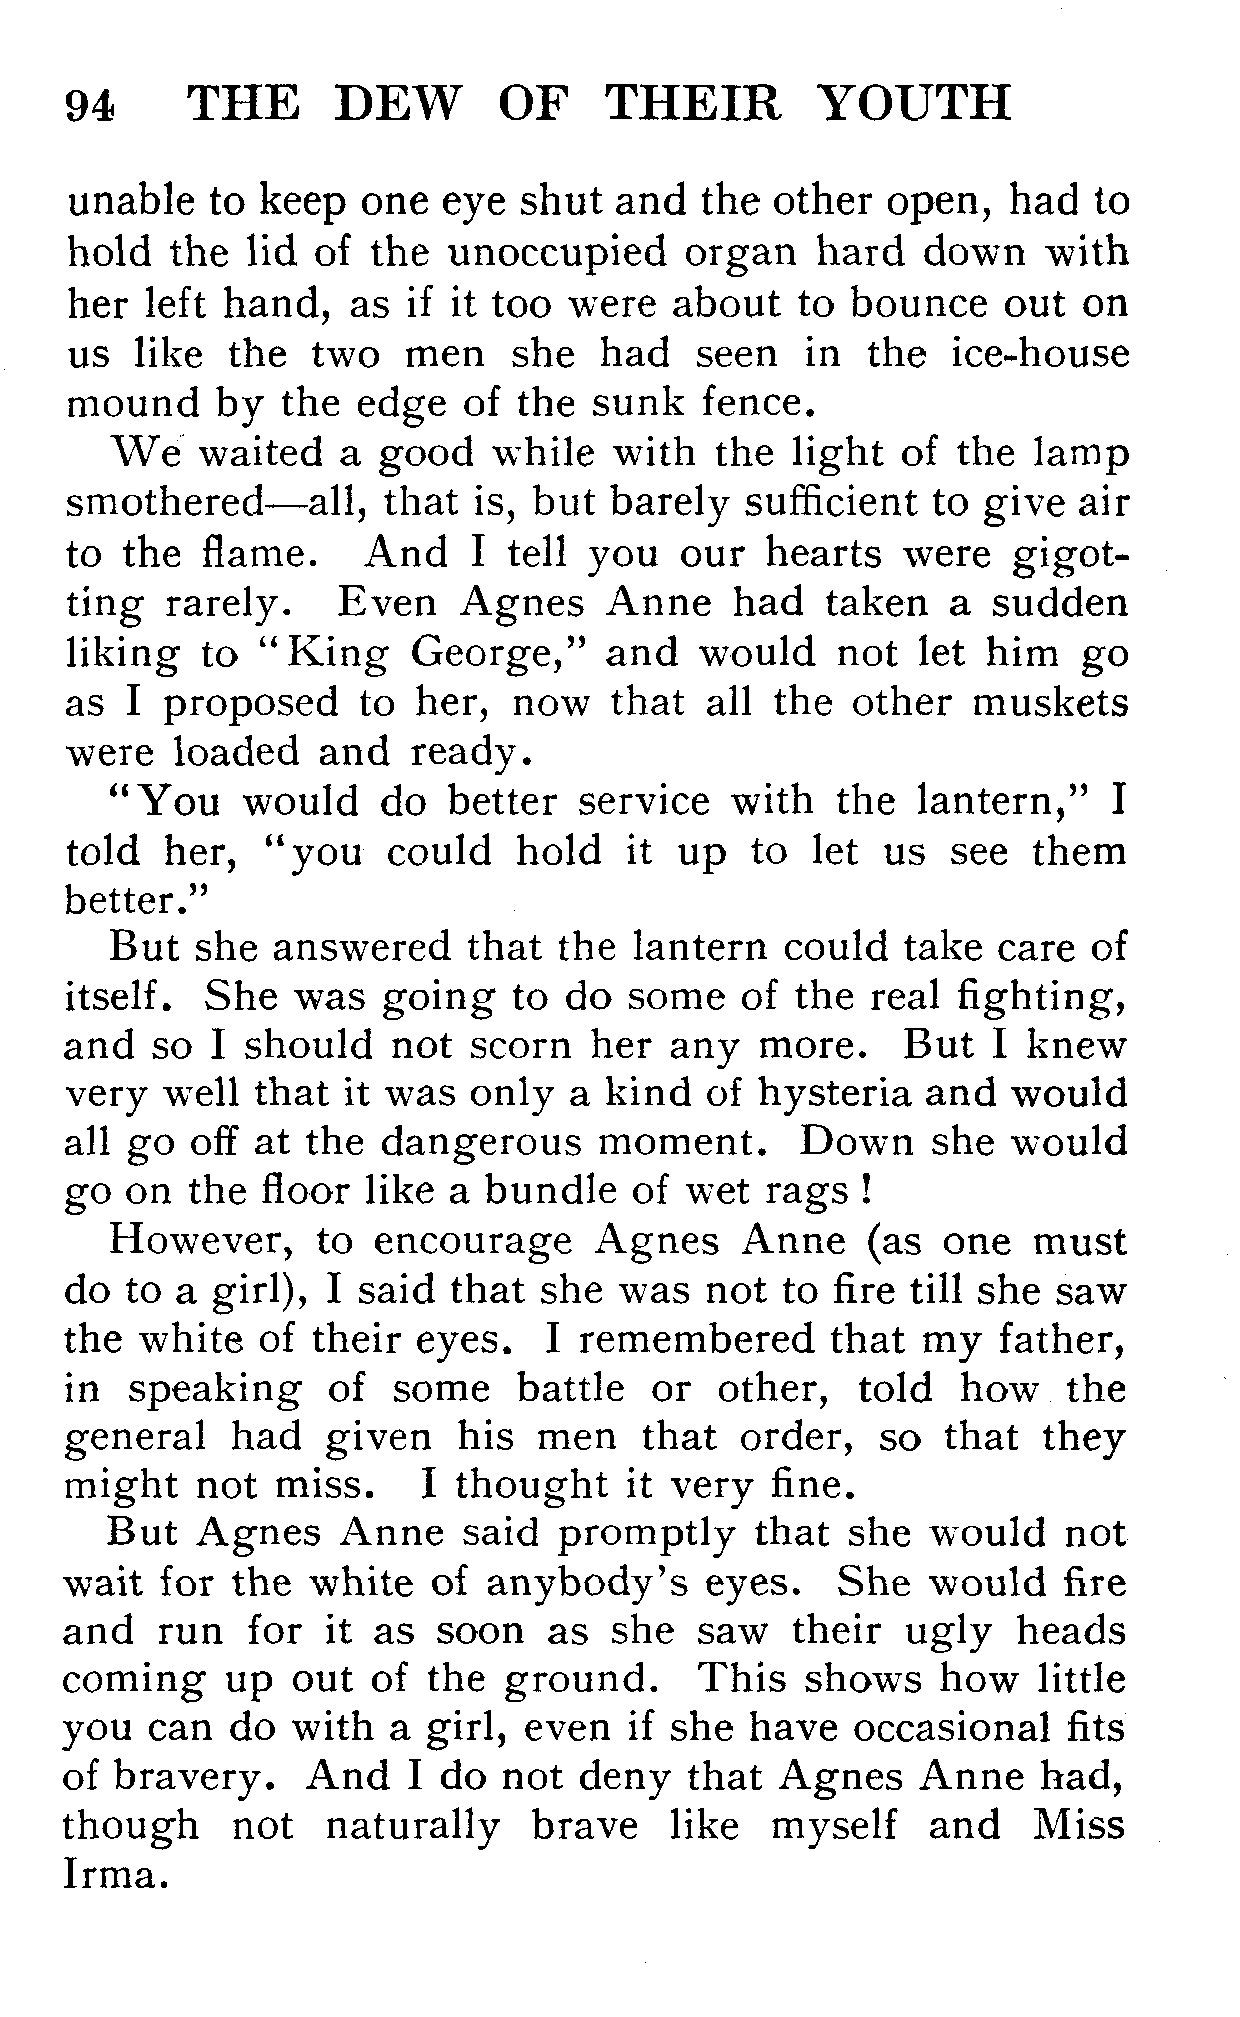 94 THE DEW OF THEIR YOUTH
unable to keep one eye shut and the other open, had to
hold the lid of the unoccupied organ hard down with
her left hand, as if it too were about to bounce out on
us like the two men she had seen in the ice-house
mound by the edge of the sunk fence.
We waited a good while with the light of the lamp
smothered—all, that is, but barely sufficient to give air
to the flame. And I tell you our hearts were gigot-
ting rarely. Even Agnes Anne had taken a sudden
liking to "King George," and would not let him go
as I proposed to her, now that all the other muskets
were loaded and ready.
"You would do better service with the lantern," I
told her, "you could hold it up to let us see them
better."
But she answered that the lantern could take care of
itself. She was going to do some of the real fighting,
and so I should not scorn her any more. But I knew
very well that it was only a kind of hysteria and would
all go off at the dangerous moment. Down she would
go on the floor like a bundle of wet rags!
However, to encourage Agnes Anne (as one must
do to a girl), I said that she was not to fire till she saw
the white of their eyes. I remembered that my father,
in speaking of some battle or other, told how the
general had given his men that order, so that they
might not miss. I thought it very fine.
But Agnes Anne said promptly that she would not
wait for the white of anybody's eyes. She would fire
and run for it as soon as she saw their ugly heads
coming up out of the ground. This shows how little
you can do with a girl, even if she have occasional fits
of bravery. And I do not deny that Agnes Anne had,
though not naturally brave like myself and Miss
Irma.